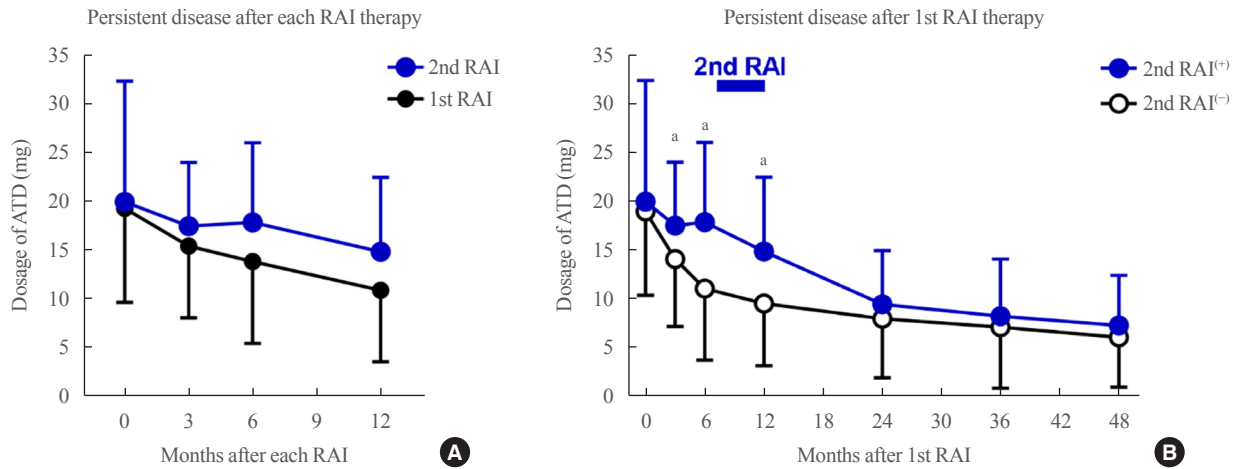 Persistent disease after each RAI therapy
35
30
25
20
15
10
5
0
Dosage of ATD (mg)
2nd RAI
1st RAI
0 3 6 9 12
Months after each RAI
A
Persistent disease after 1st RAI therapy
35
30
25
20
15
10
5
0
Dosage of ATD (mg)
2nd RAI
a a a
2nd RAI(+)
2nd RAI(−)
0 6 12 18 24 30 36 42 48
Months after 1st RAI
B